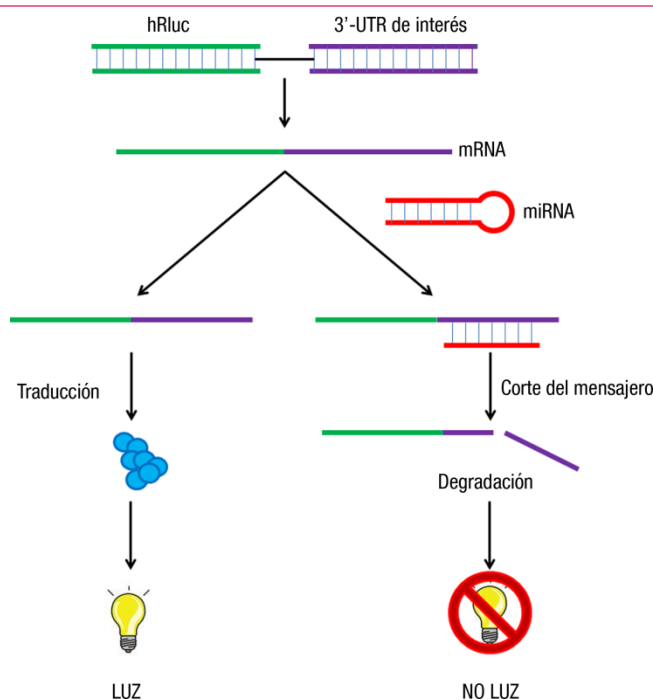 hRluc
3’-UTR de interés
mRNA
miRNA
Traducción
Corte del mensajero
Degradación
LUZ
NO LUZ